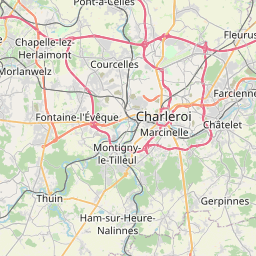 Pont-à-Celles
Fleurus
Chapelle-lez-
Herlaimont
Courcelles
Morlanwelz
Farcienne
Charleroi
Fontaine-l'Évêque
Marcinelle
Châtelet
Montigny-
le-Tilleul
Thuin
Gerpinnes
Ham-sur-Heure-
Nalinnes